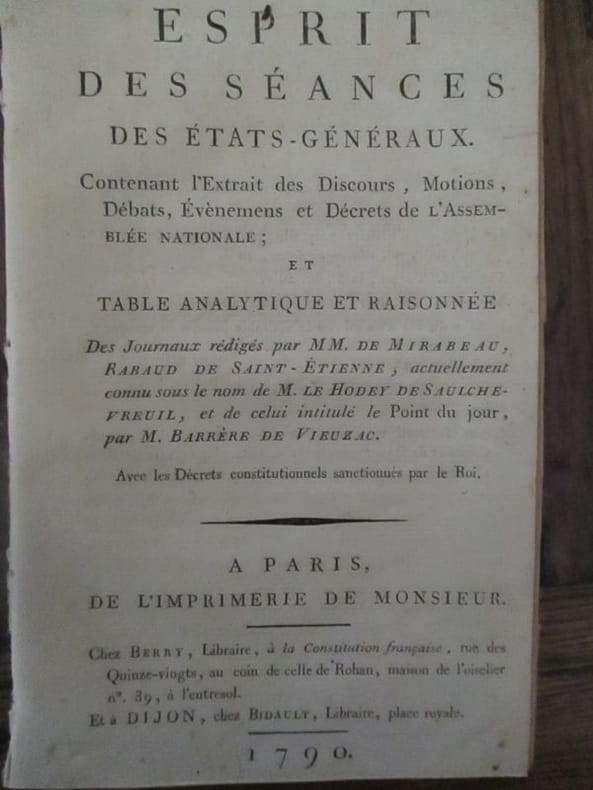 ESPRIT
DES SÉANCES
DES ÉTATS-GÉNÉRAUX.
Contenant l'Extrait des Discours, Motions,
Débats, Évènemens et Décrets de L'ASSEM-
BLÉE NATIONALE;
ET
TABLE ANALYTIQUE ET RAISONNÉE
Des Journaux rédigés par MM. DE MIRABEAU,
RABAUD DE SAINT-ÉTIENNE, actuellement
connu sous le nom de M. LE HODEY DE SAULCHE-
VREUIL, et de celui intitulé le Point du jour,
par M. BARRÈRE DE VIEUZAC.
Avec les Décrets constitutionnels sanctionnés par le Roi.
A PARIS,
DE L'IMPRIMERIE DE MONSIEUR.
Chez BERRY, Libraire, à la Constitution française, rue des
Quinze-vingts, au coin de celle de Rohan, maison de l'oiselier
n°. 39, à l'entresol.
Et à DIJON, chez BIDAULT, Libraire, place royale.
1790.